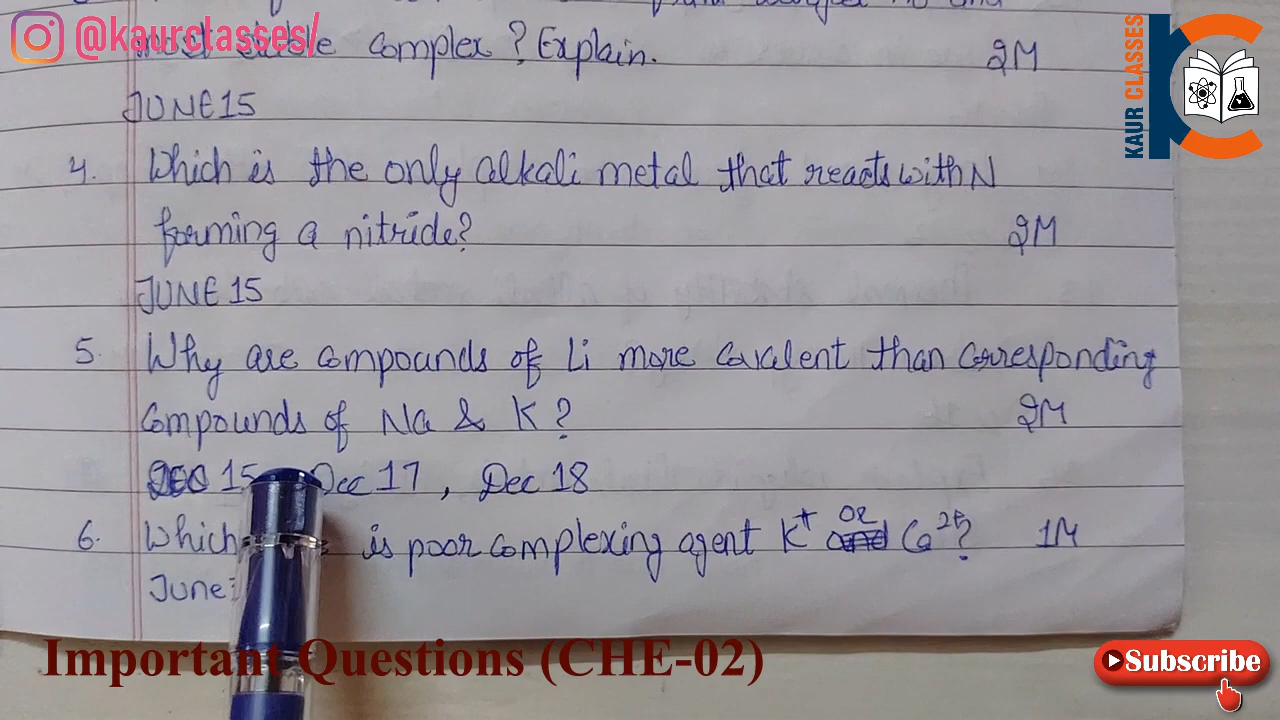 @kaurclasses/
complex? Explain. 2M
JUNE 15
4. Which is the only alkali metal that reacts with N
forming a nitride? 2M
JUNE 15
5. Why are compounds of Li more covalent than corresponding
compounds of Na & K? 2M
15 Dec 17, Dec 18
6. Which is poor complexing agent K+ or Ca2+? 1M
June
Important Questions (CHE-02)
KAUR CLASSES
Subscribe